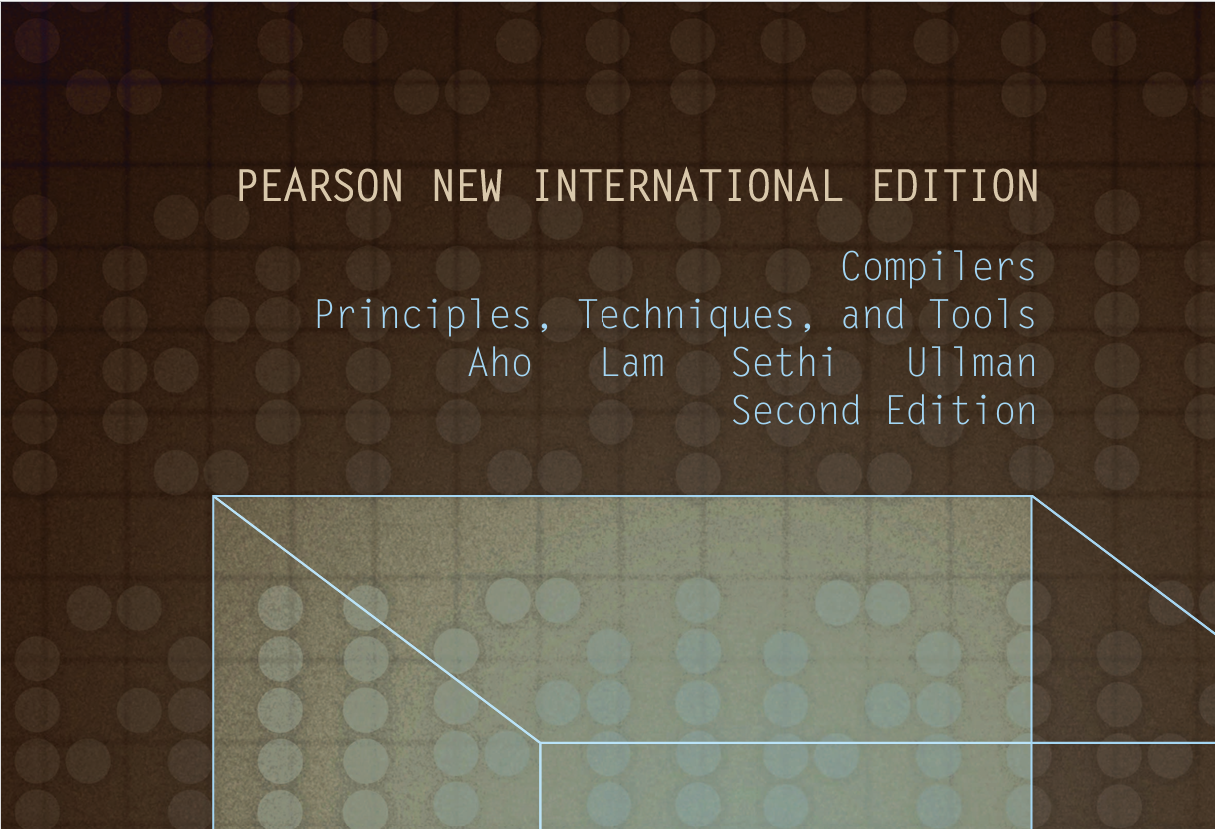 PEARSON NEW INTERNATIONAL EDITION
Compilers
Principles, Techniques, and Tools
Aho Lam Sethi Ullman
Second Edition